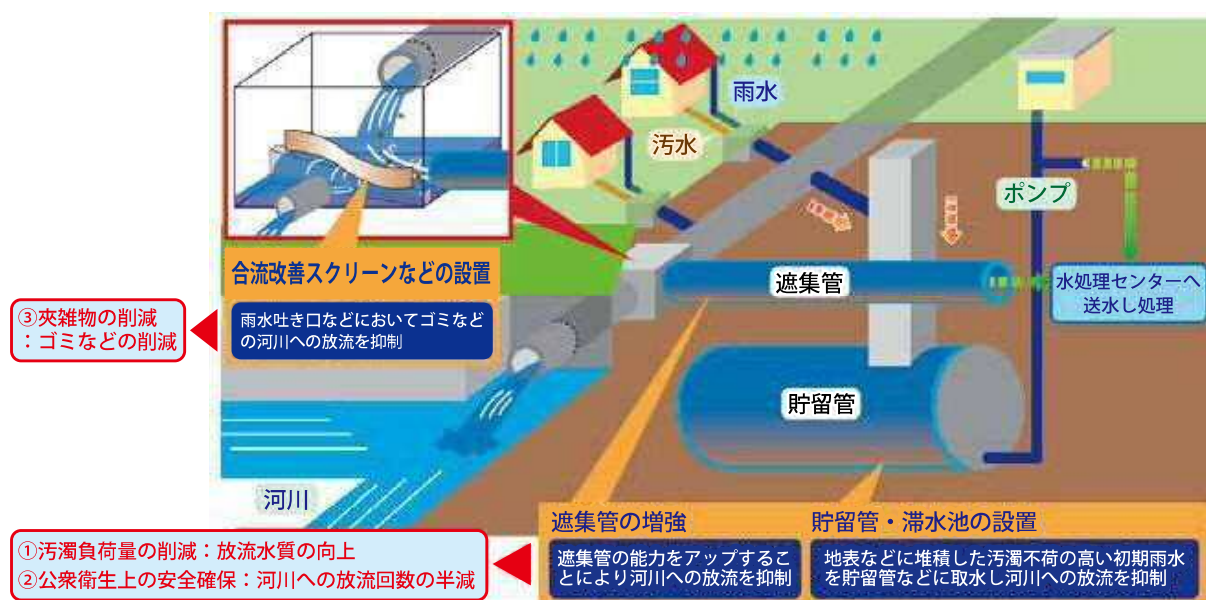 雨水
汚水
ポンプ
合流改善スクリーンなどの設置
雨水吐き口などにおいてゴミなど
の河川への放流を抑制
③夾雑物の削減
:ゴミなどの削減
遮集管
水処理センターへ
送水し処理
貯留管
河川
①汚濁負荷量の削減:放流水質の向上
②公衆衛生上の安全確保:河川への放流回数の半減
遮集管の増強
遮集管の能力をアップするこ
とにより河川への放流を抑制
貯留管・滞水池の設置
地表などに堆積した汚濁不荷の高い初期雨水
を貯留管などに取水し河川への放流を抑制